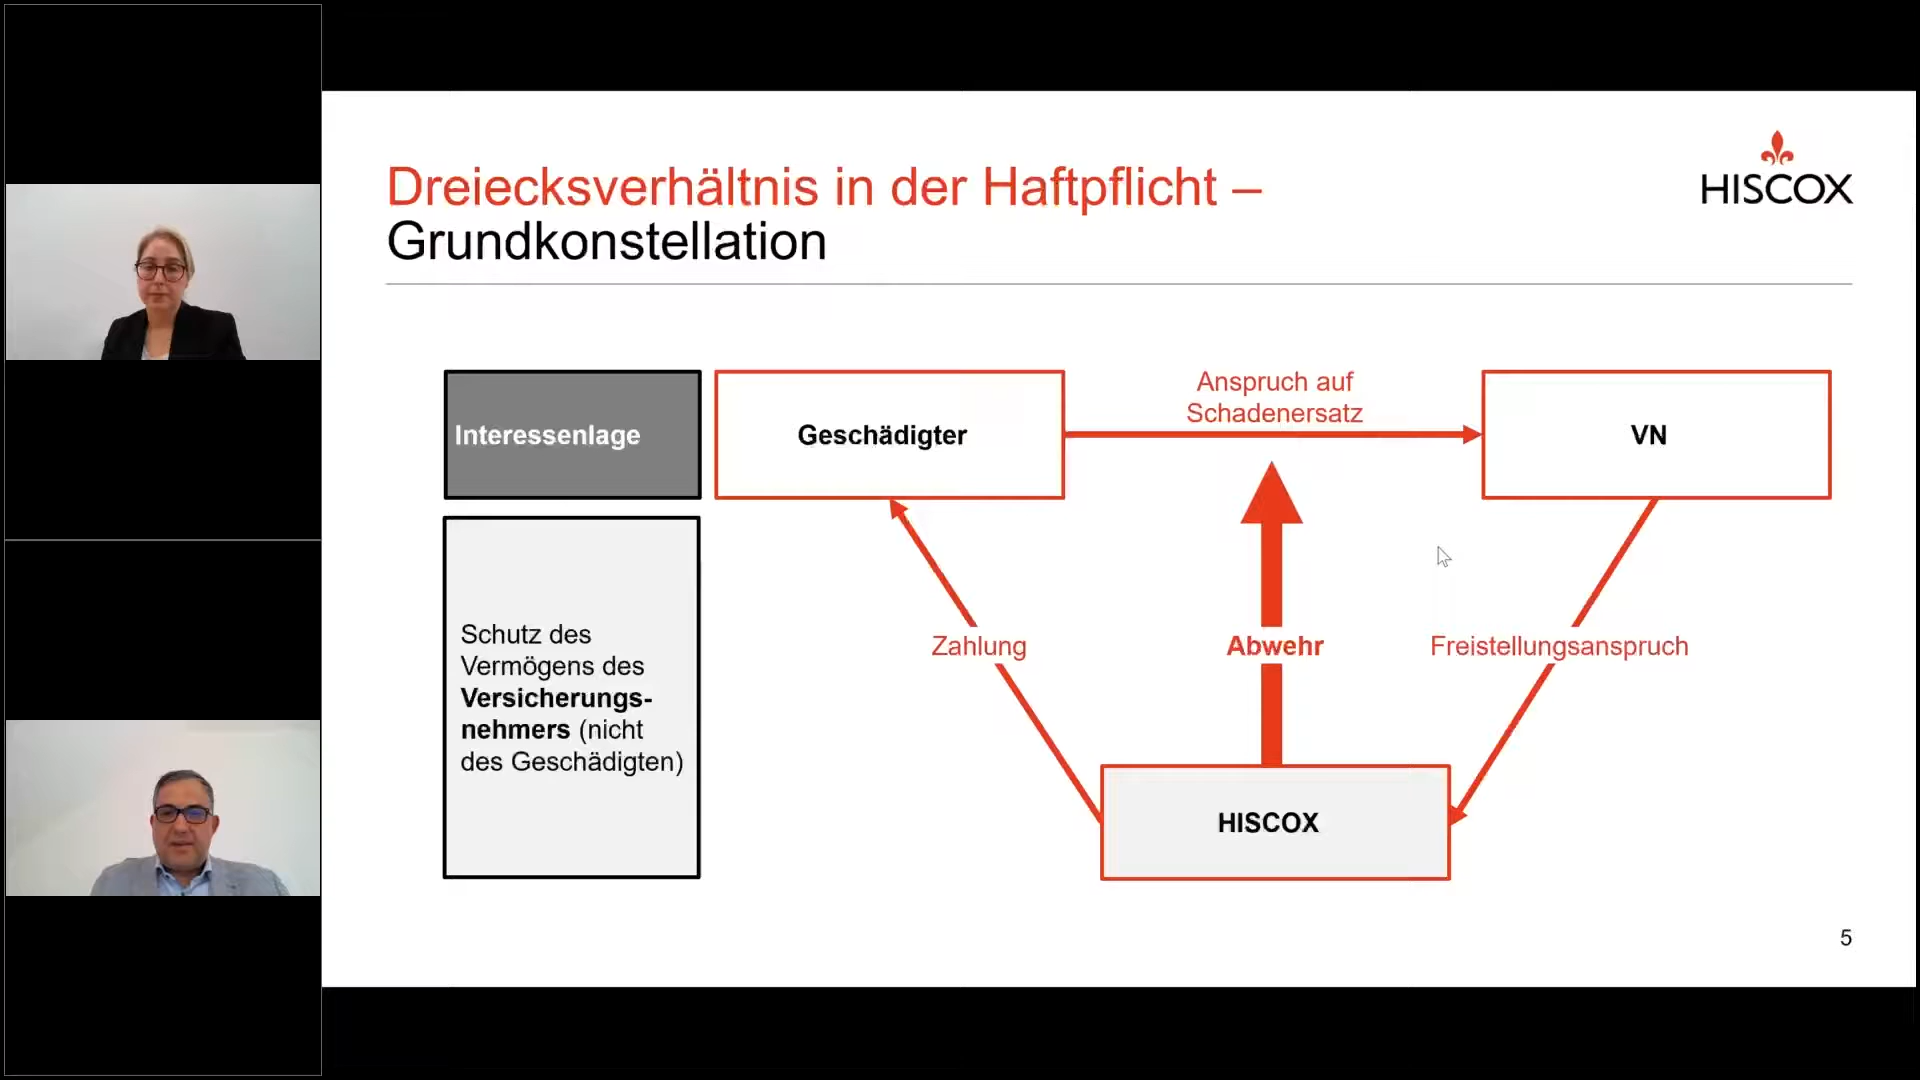 Dreiecksverhältnis in der Haftpflicht –
Grundkonstellation
HISCOX
Interessenlage
Geschädigter
Anspruch auf
Schadenersatz
VN
Schutz des
Vermögens des
Versicherungs-
nehmers (nicht
des Geschädigten)
Zahlung
Abwehr
Freistellungsanspruch
HISCOX
5